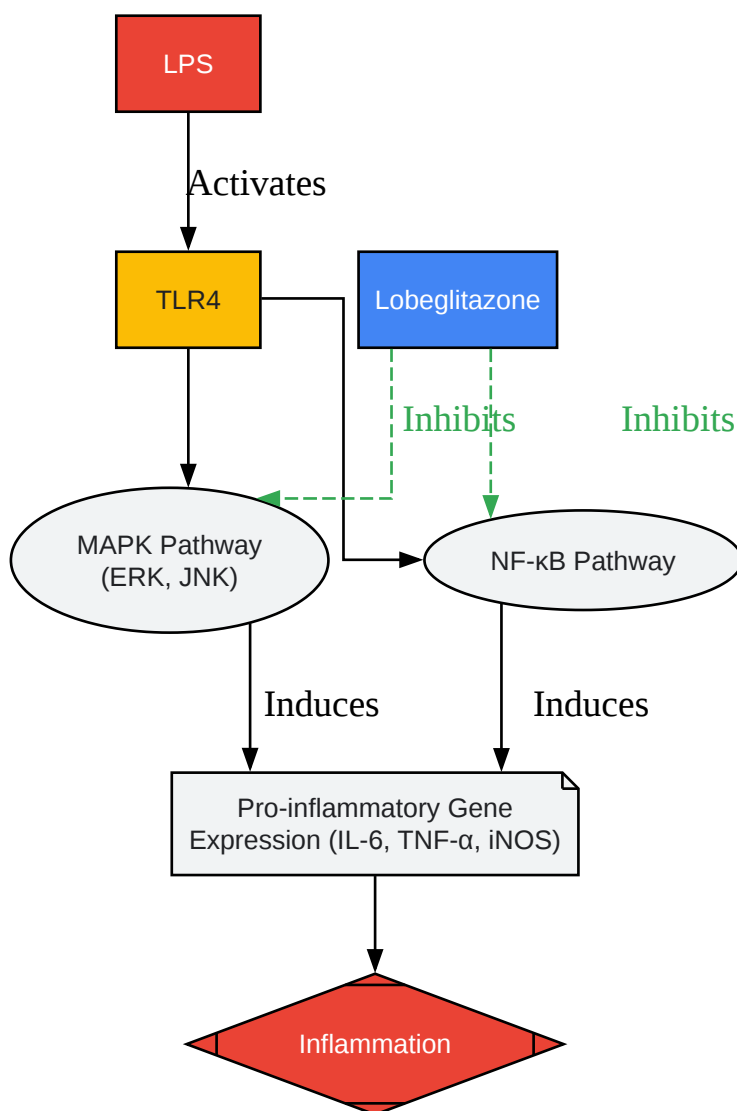 LPS
Activates
TLR4
Lobeglitazone
Inhibits
Inhibits
MAPK Pathway
(ERK, JNK)
NF-κB Pathway
Induces
Induces
Pro-inflammatory Gene
Expression (IL-6, TNF-α, iNOS)
Inflammation